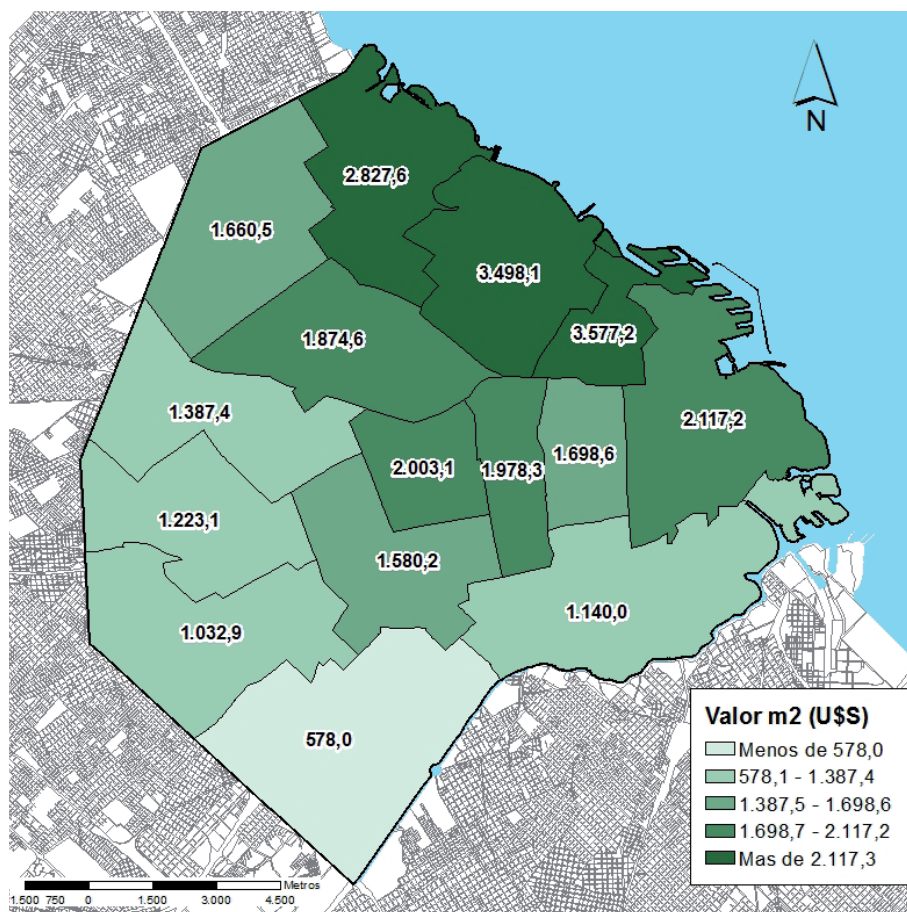 N
2.827,6
1.660,5
3.498,1
3.577,2
1.874,6
1.387,4
2.117,2
1.698,6
2.003,1
1.978,3
1.223,1
1.580,2
1.140,0
1.032,9
578,0
Valor m2 (U$S)
Menos de 578,0
578,1 - 1.387,4
1.387,5 - 1.698,6
1.698,7 - 2.117,2
Mas de 2.117,3
Metros
1.500 750 0 1.500 3.000 4.500